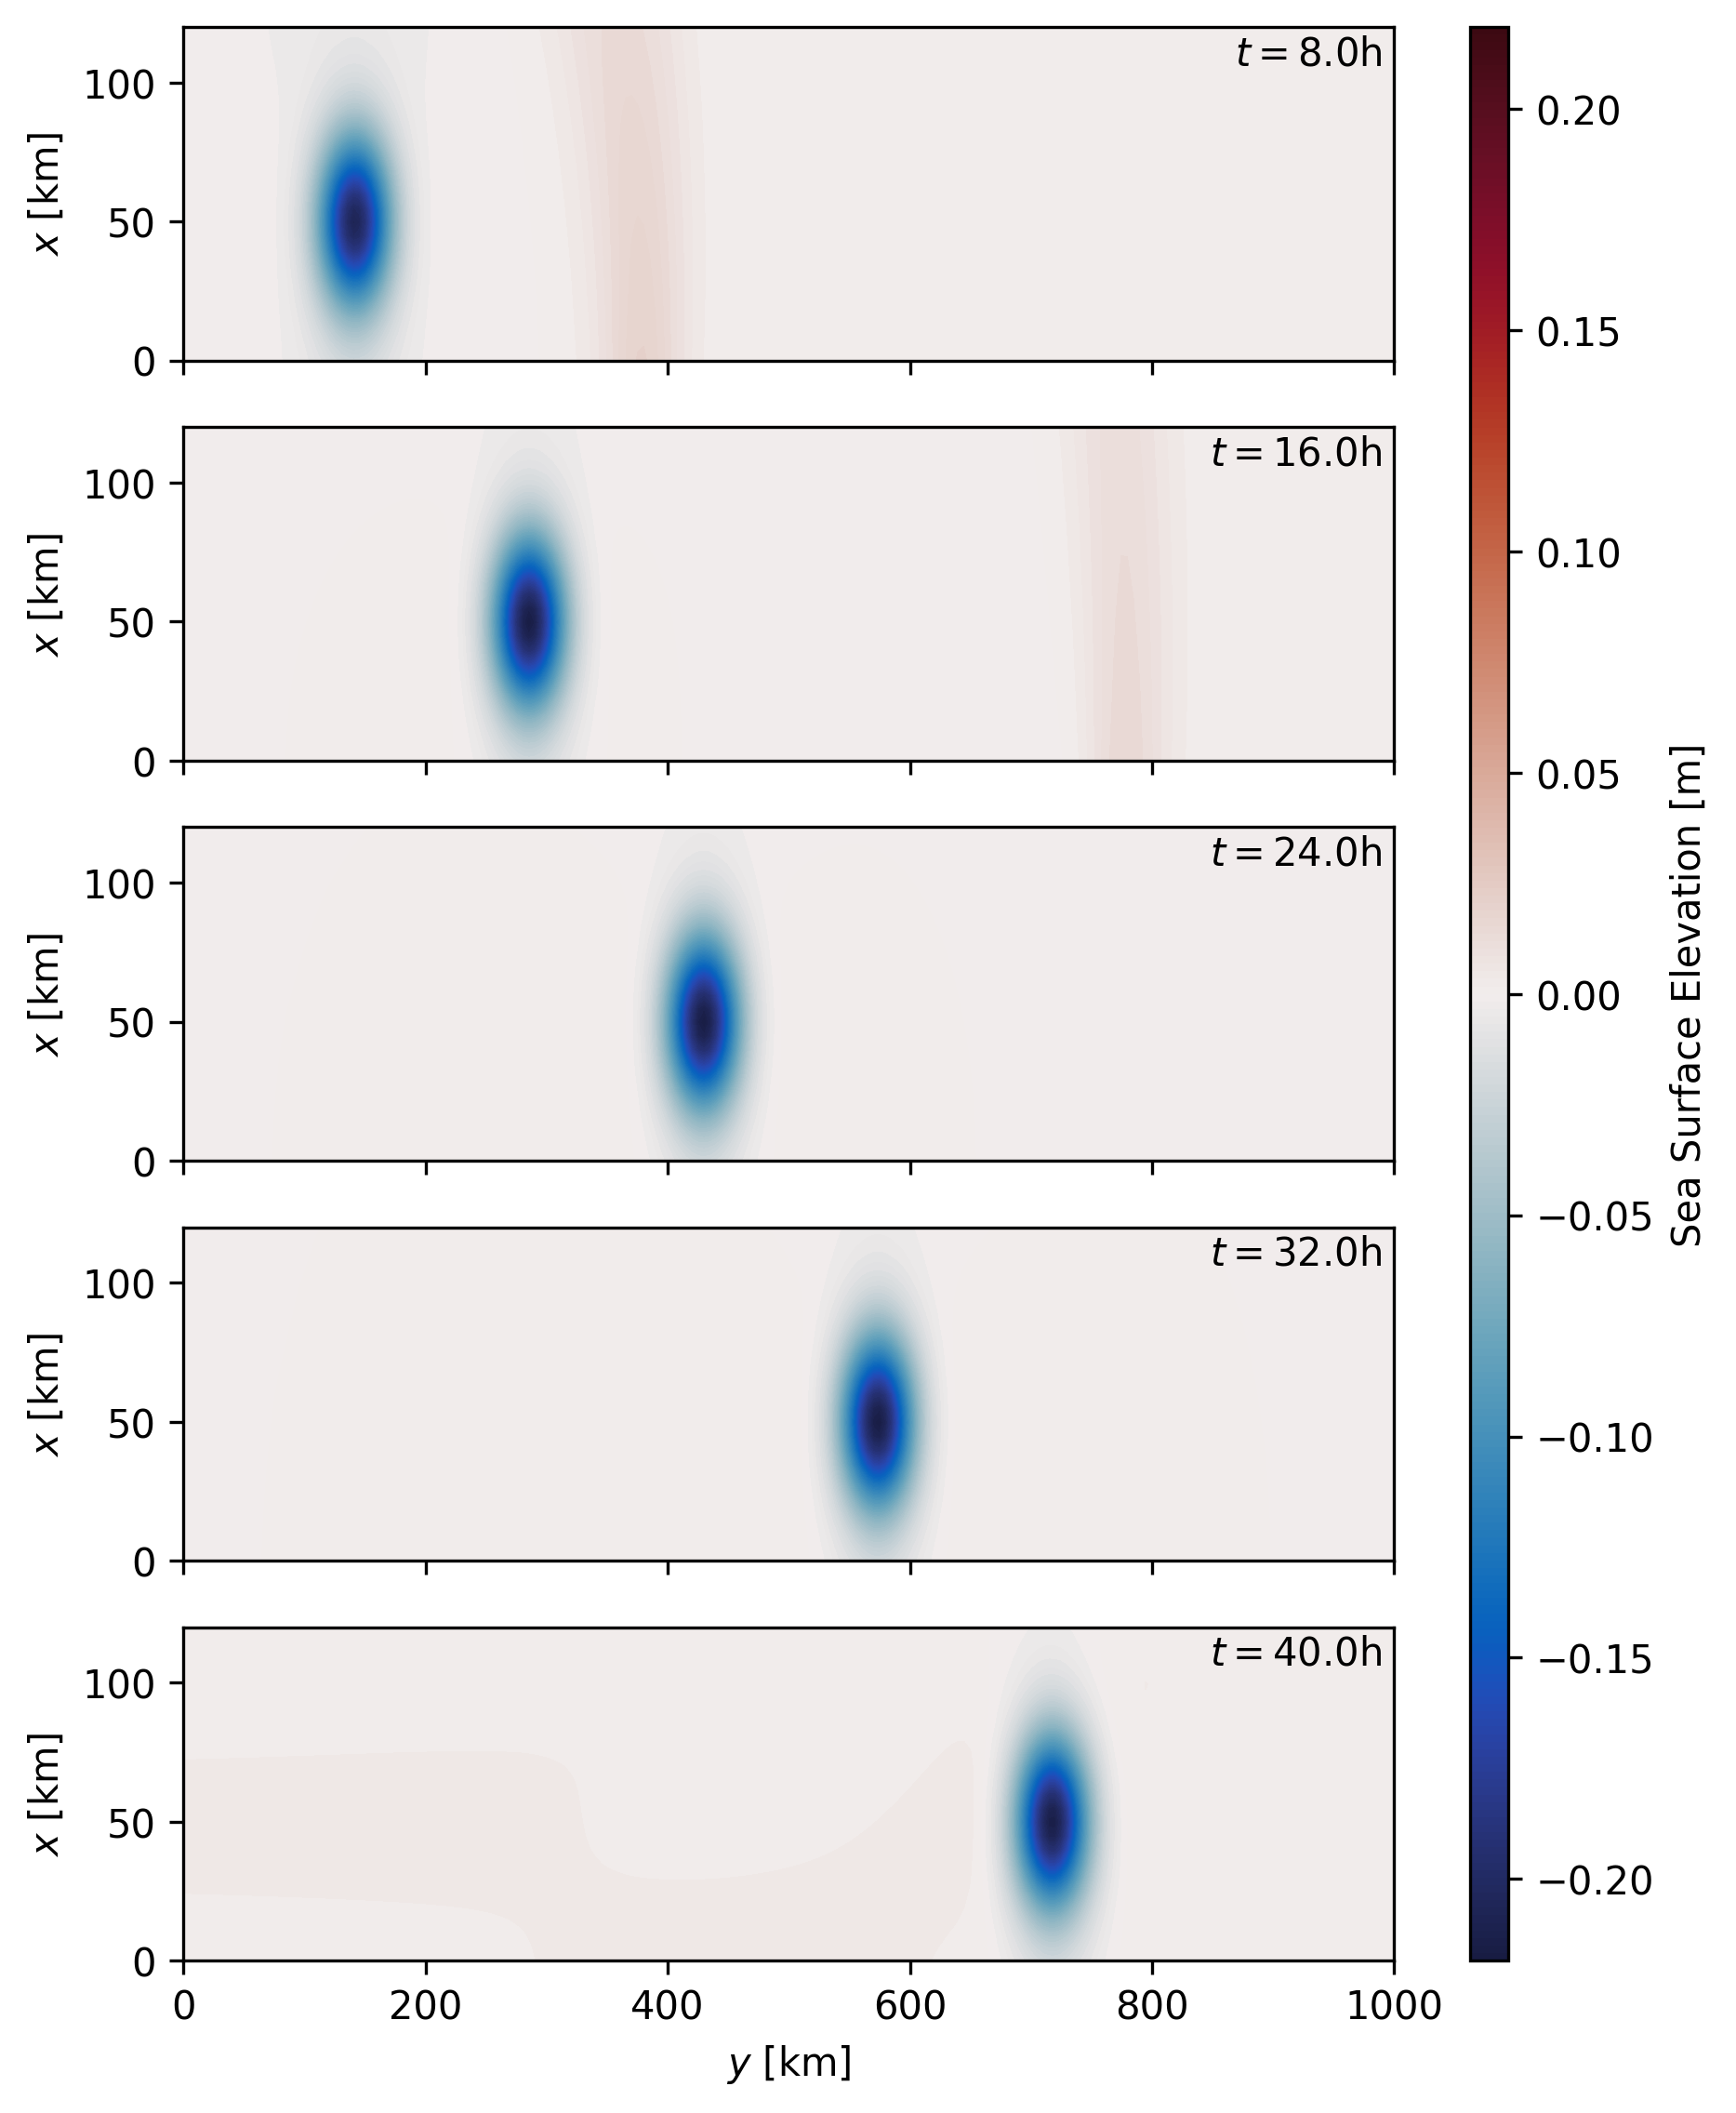 t = 8.0h
x [km]
100
50
0
t = 16.0h
x [km]
100
50
0
t = 24.0h
x [km]
100
50
0
t = 32.0h
x [km]
100
50
0
t = 40.0h
x [km]
100
50
0
0 200 400 600 800 1000
y [km]
0.20
0.15
0.10
0.05
0.00
−0.05
−0.10
−0.15
−0.20
Sea Surface Elevation [m]